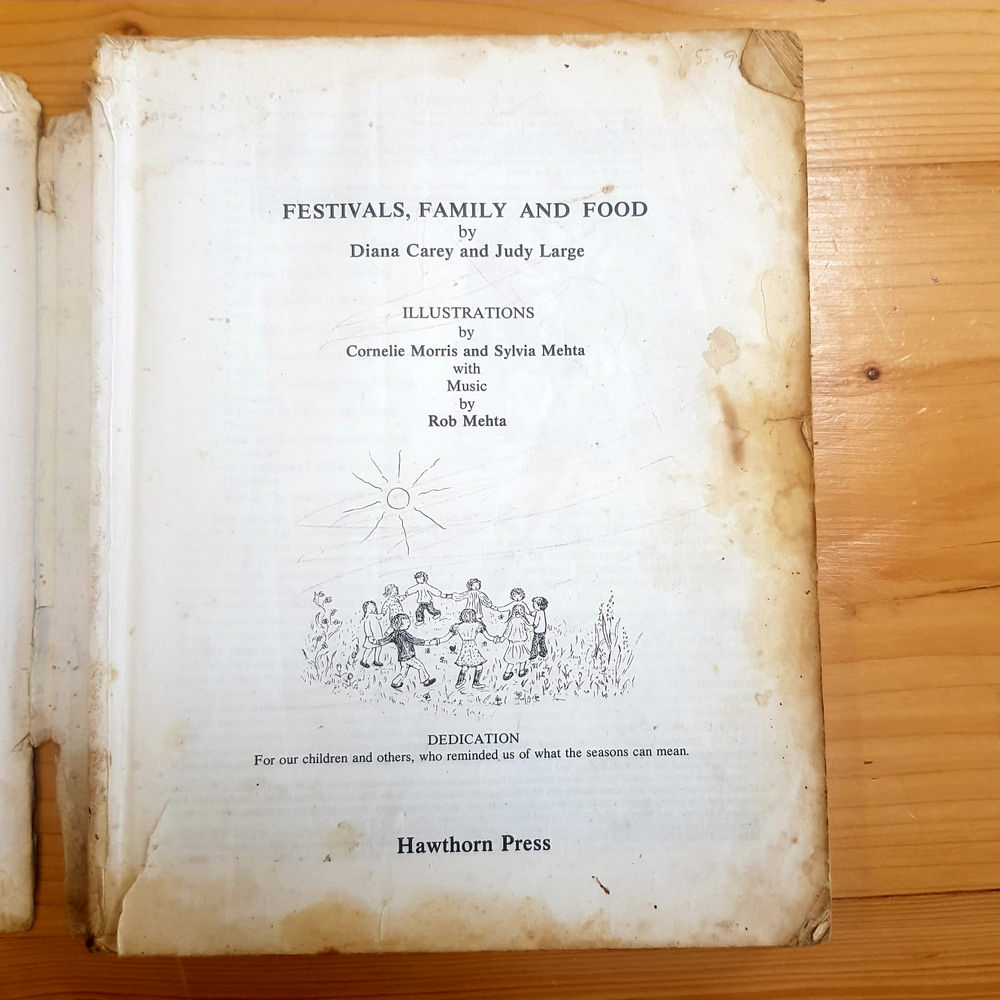 FESTIVALS, FAMILY AND FOOD
by
Diana Carey and Judy Large
ILLUSTRATIONS
by
Cornelie Morris and Sylvia Mehta
with
Music
by
Rob Mehta
DEDICATION
For our children and others, who reminded us of what the seasons can mean.
Hawthorn Press